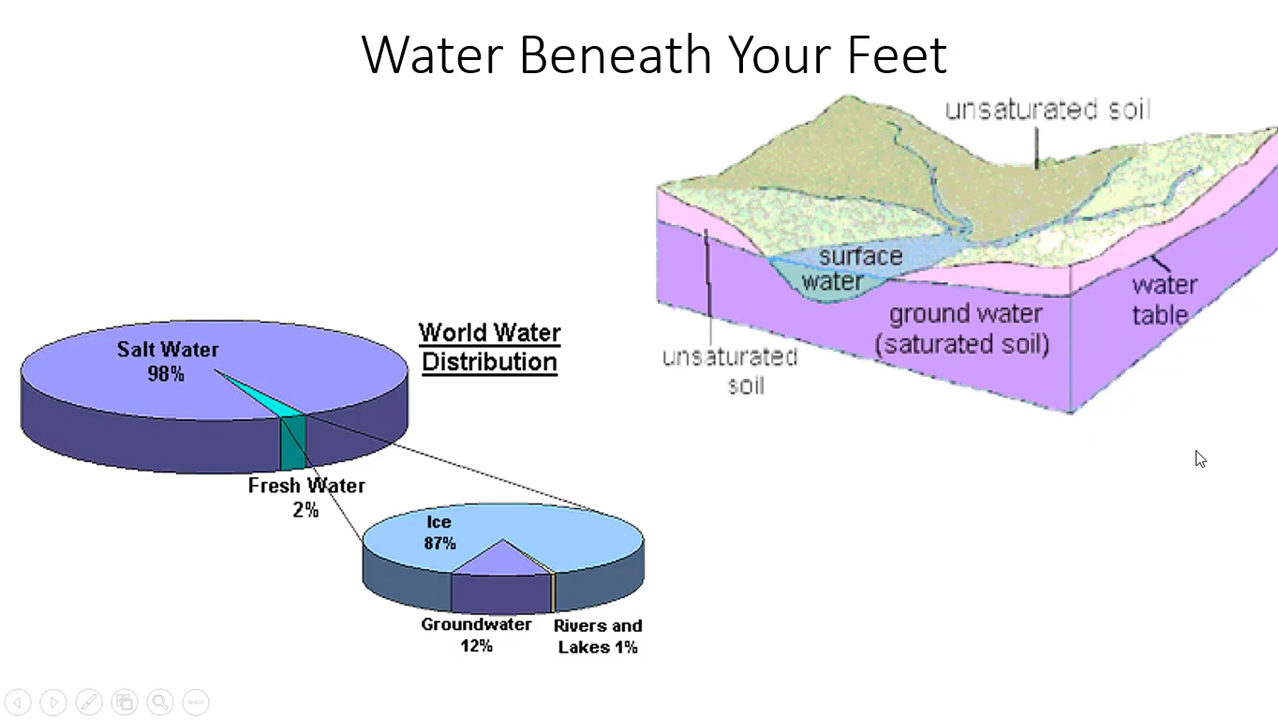 Water Beneath Your Feet
unsaturated soil
surface
water
water
table
ground water
(saturated soil)
unsaturated
soil
World Water
Distribution
Salt Water
98%
Fresh Water
2%
Ice
87%
Groundwater
12%
Rivers and
Lakes 1%